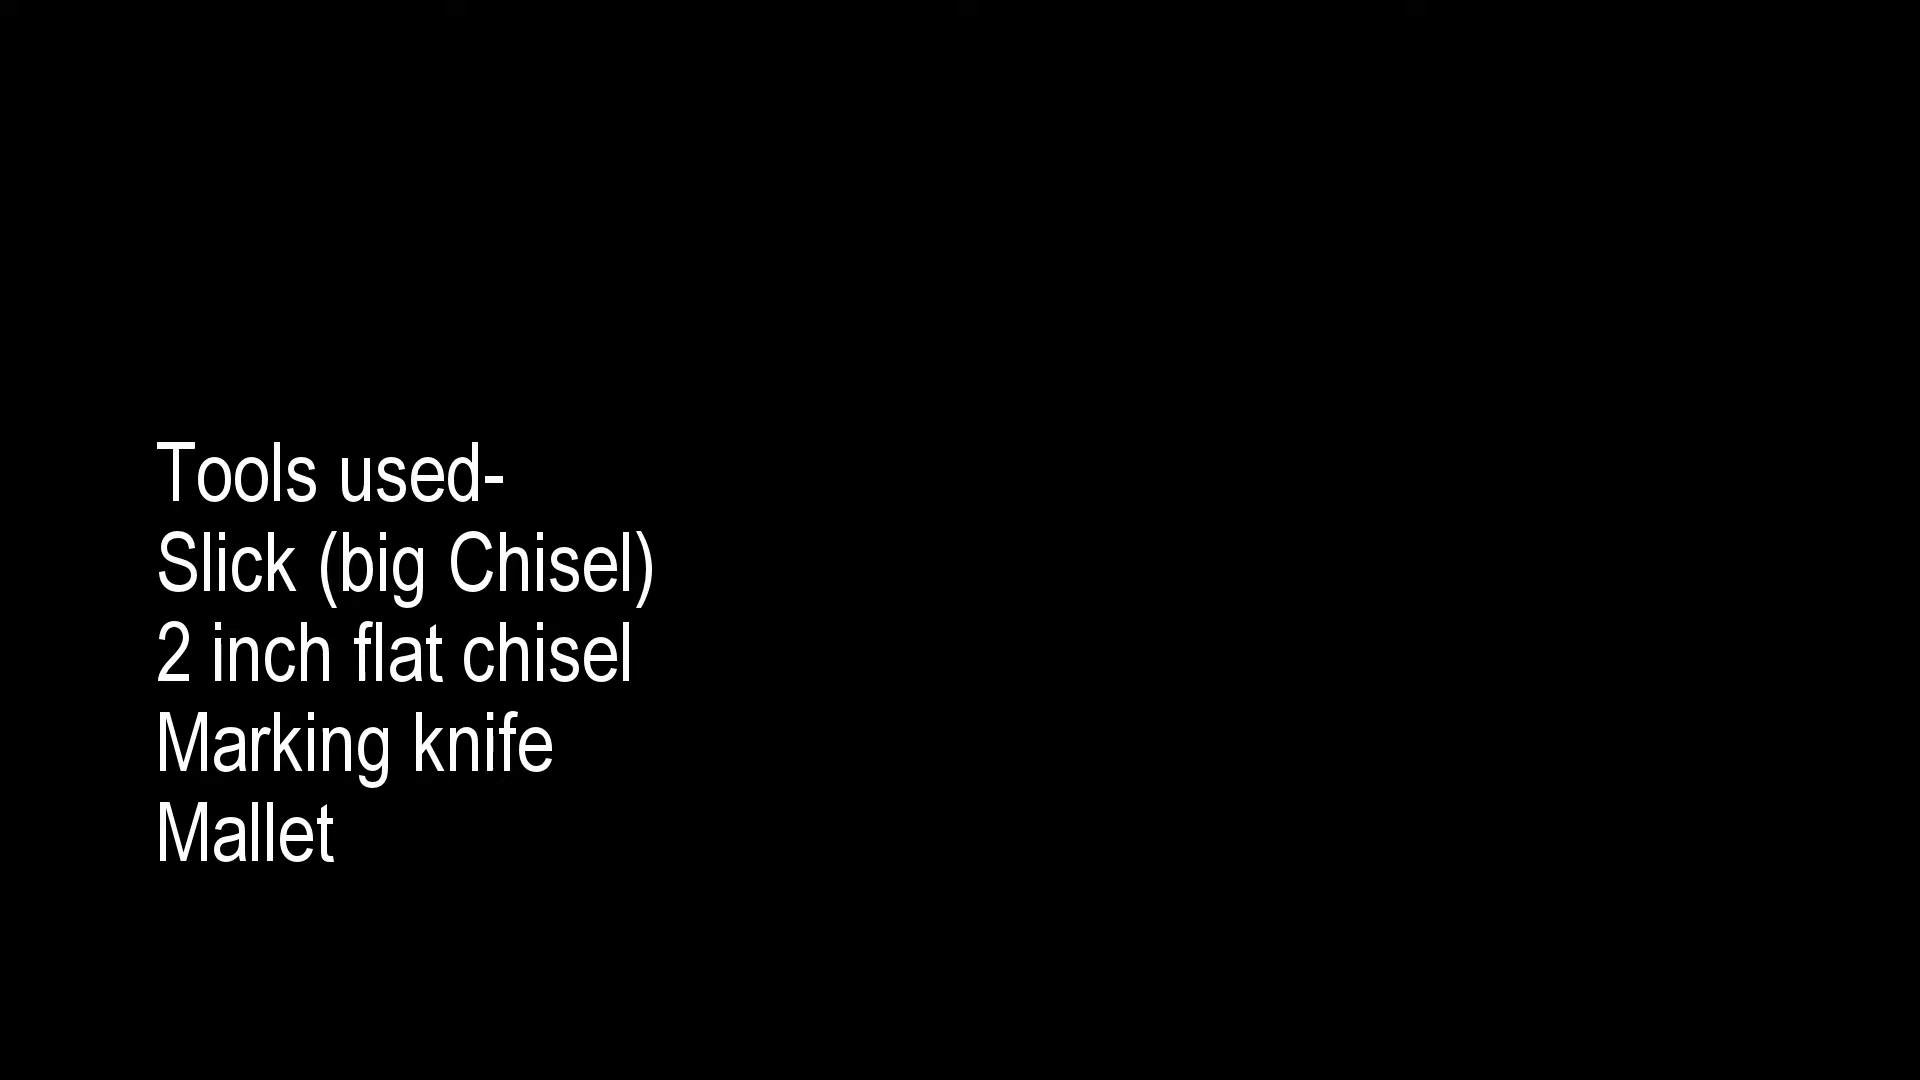 Tools used-
Slick (big Chisel)
2 inch flat chisel
Marking knife
Mallet